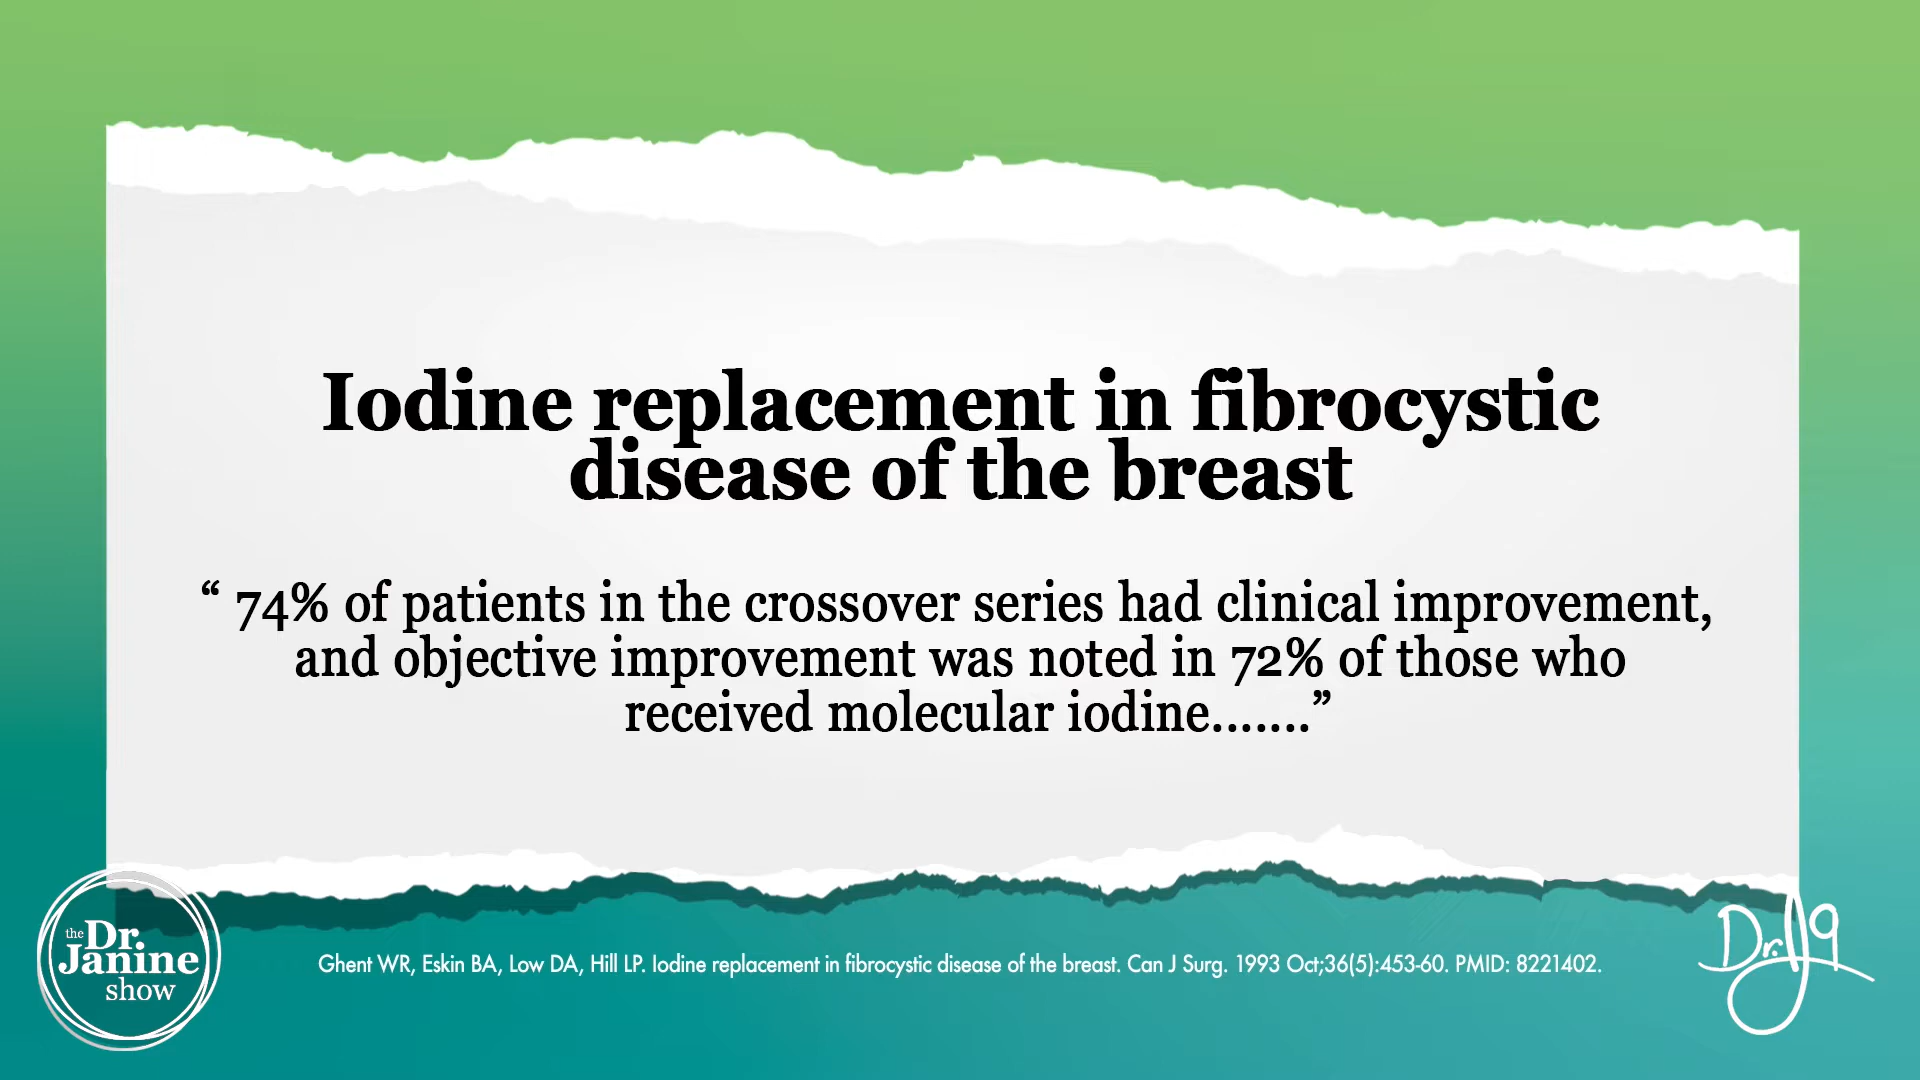 Iodine replacement in fibrocystic
disease of the breast
“ 74% of patients in the crossover series had clinical improvement,
and objective improvement was noted in 72% of those who
received molecular iodine.......”
the Dr.
Janine
show
Ghent WR, Eskin BA, Low DA, Hill LP. Iodine replacement in fibrocystic disease of the breast. Can J Surg. 1993 Oct;36(5):453-60. PMID: 8221402.
Dr. J9